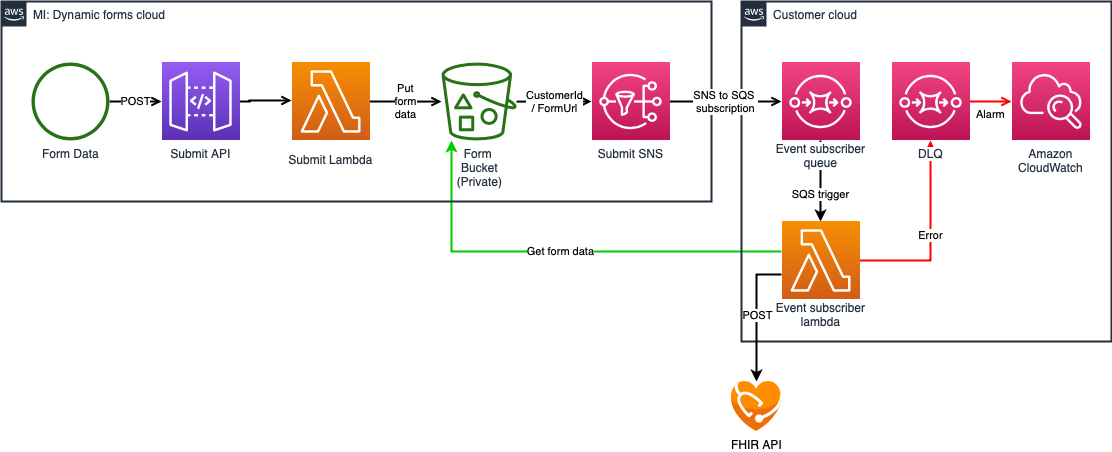 aws
MI: Dynamic forms cloud
aws
Customer cloud
POST
Put
form
data
CustomerId
/ FormUrl
SNS to SQS
subscription
Alarm
Form Data
Submit API
Submit Lambda
Form
Bucket
(Private)
Submit SNS
Event subscriber
queue
DLQ
Amazon
CloudWatch
SQS trigger
Error
Get form data
Event subscriber
lambda
POST
FHIR API